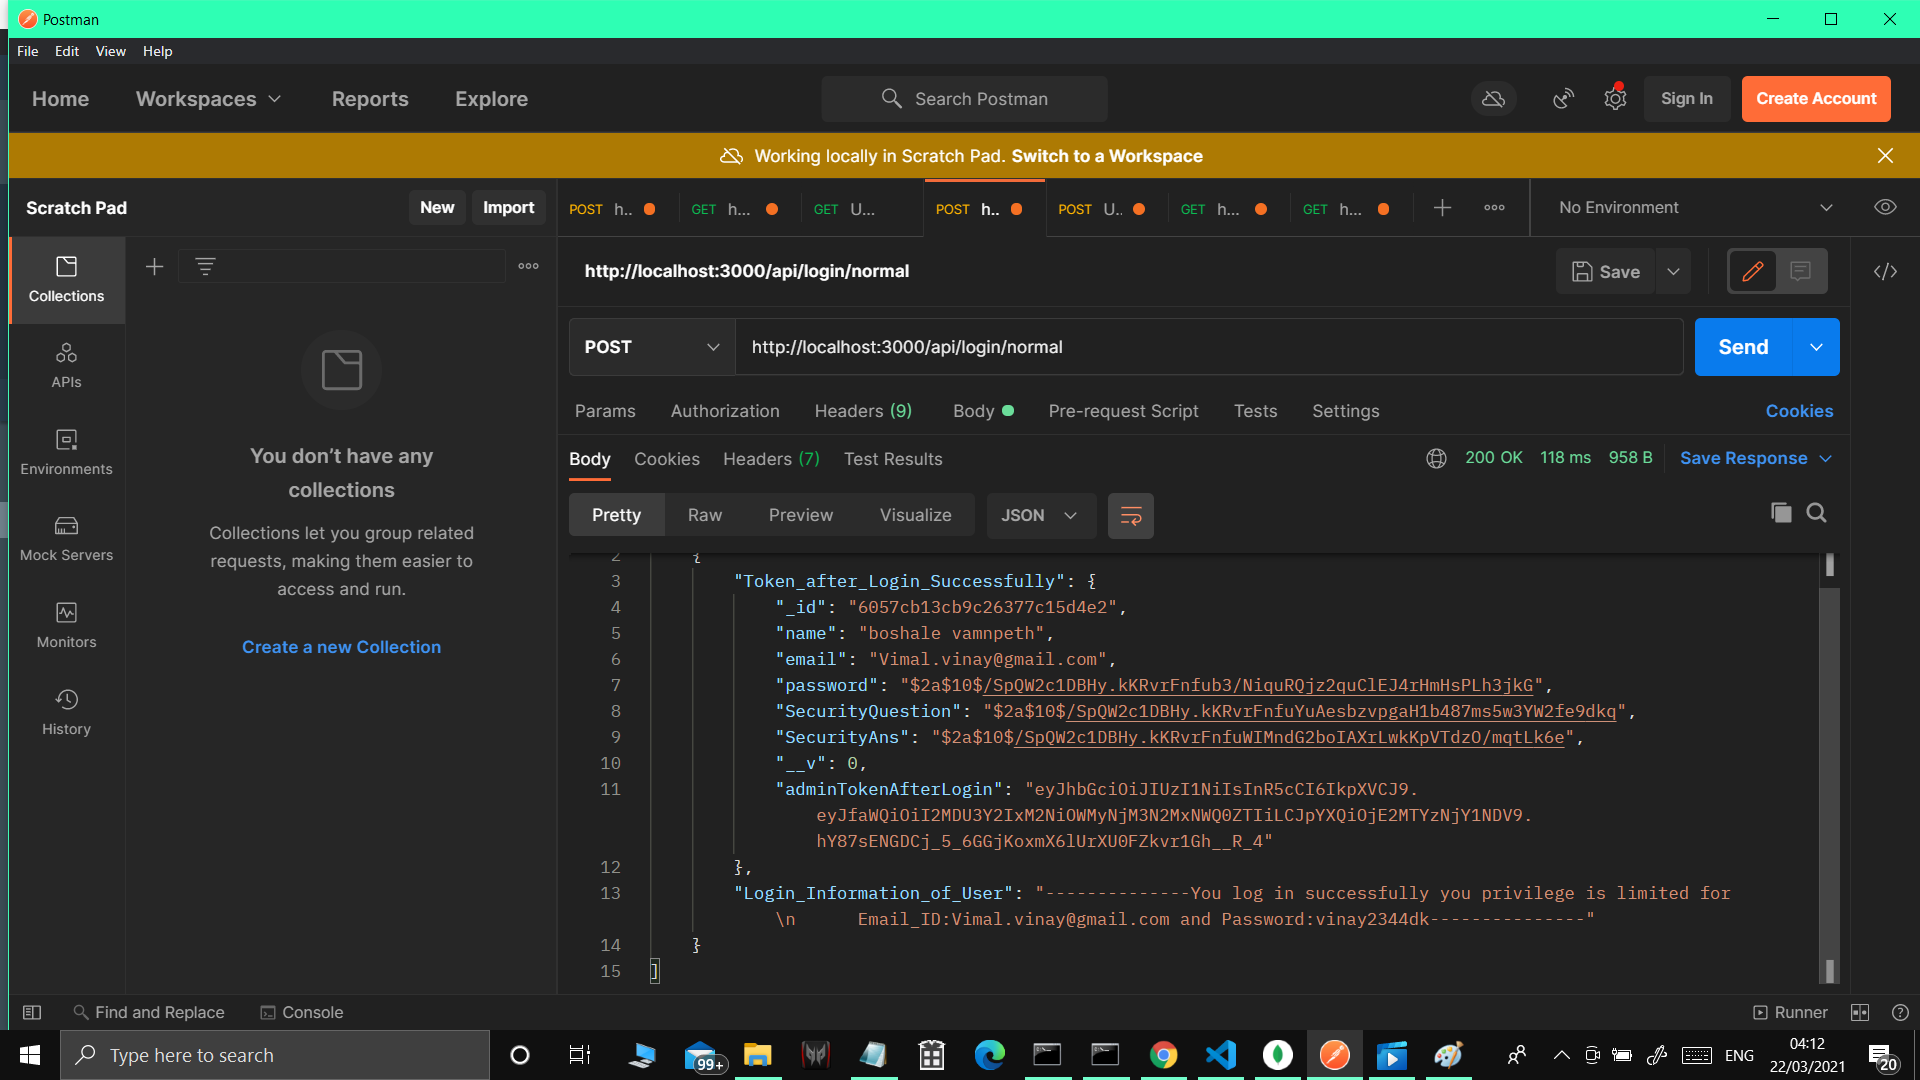 Postman
File Edit View Help
Home Workspaces Reports Explore Search Postman Sign In Create Account
Working locally in Scratch Pad. Switch to a Workspace
Scratch Pad New Import POST h.. GET h... GET U... POST h.. POST U.. GET h... GET h... No Environment
Collections
APIs
Environments
Mock Servers
Monitors
History
You don't have any
collections
Collections let you group related
requests, making them easier to
access and run.
Create a new Collection
http://localhost:3000/api/login/normal Save
POST http://localhost:3000/api/login/normal Send
Params Authorization Headers (9) Body Pre-request Script Tests Settings Cookies
Body Cookies Headers (7) Test Results 200 OK 118 ms 958 B Save Response
Pretty Raw Preview Visualize JSON
2 {
3 "Token_after_Login_Successfully": {
4 "_id": "6057cb13cb9c26377c15d4e2",
5 "name": "boshale vamnpeth",
6 "email": "Vimal.vinay@gmail.com",
7 "password": "$2a$10$/SpQW2c1DBHy.kKRvrFnfub3/NiquRQjz2quClEJ4rHmHsPLh3jkG",
8 "SecurityQuestion": "$2a$10$/SpQW2c1DBHy.kKRvrFnfuYuAesbzvpgaH1b487ms5w3YW2fe9dkq",
9 "SecurityAns": "$2a$10$/SpQW2c1DBHy.kKRvrFnfuWIMndG2boIAXrLwkKpVTdzO/mqtLk6e",
10 "__v": 0,
11 "adminTokenAfterLogin": "eyJhbGciOiJIUzI1NiIsInR5cCI6IkpXVCJ9.
eyJfaWQiOiI2MDU3Y2IxM2NiOWMyNjM3N2MxNWQ0ZTIiLCJpYXQiOjE2MTYzNjY1NDV9.
hY87sENGDCj_5_6GGjKoxmX6lUrXU0FZkvr1Gh__R_4"
12 },
13 "Login_Information_of_User": "--------------You log in successfully you privilege is limited for
\n Email_ID:Vimal.vinay@gmail.com and Password:vinay2344dk---------------"
14 }
15 ]
Find and Replace Console Runner
Type here to search 99+ ENG 04:12
22/03/2021 20